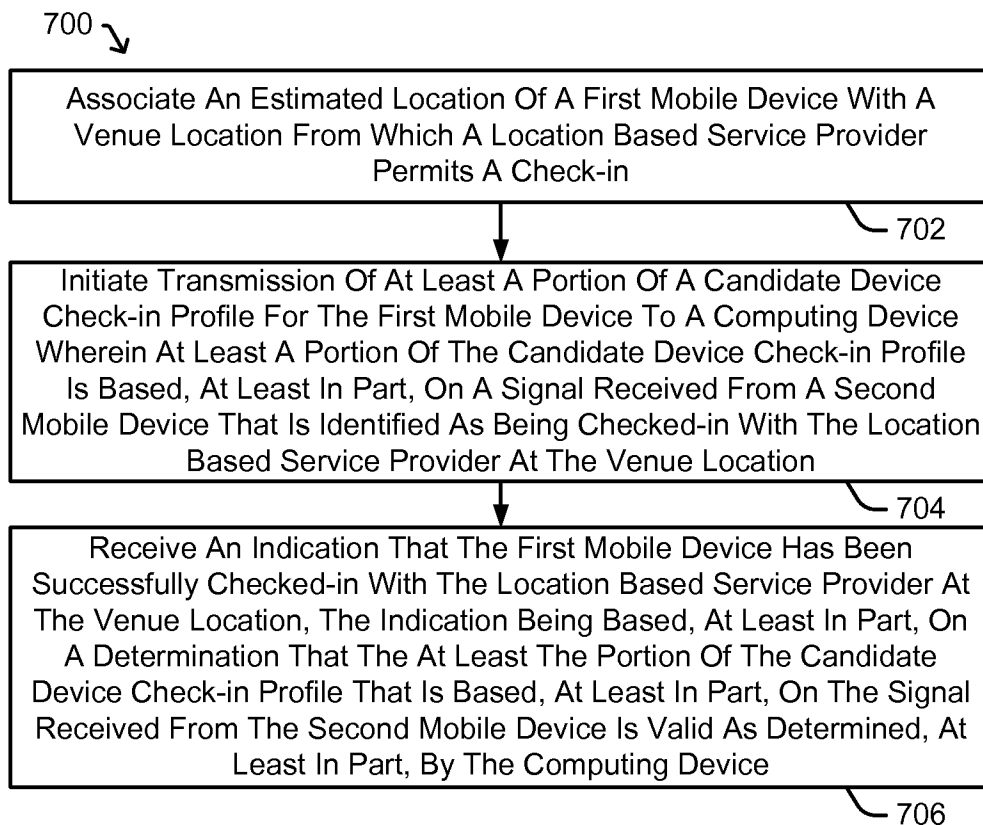 700
Associate An Estimated Location Of A First Mobile Device With A
Venue Location From Which A Location Based Service Provider
Permits A Check-in
702
Initiate Transmission Of At Least A Portion Of A Candidate Device
Check-in Profile For The First Mobile Device To A Computing Device
Wherein At Least A Portion Of The Candidate Device Check-in Profile
Is Based, At Least In Part, On A Signal Received From A Second
Mobile Device That Is Identified As Being Checked-in With The Location
Based Service Provider At The Venue Location
704
Receive An Indication That The First Mobile Device Has Been
Successfully Checked-in With The Location Based Service Provider At
The Venue Location, The Indication Being Based, At Least In Part, On
A Determination That The At Least The Portion Of The Candidate
Device Check-in Profile That Is Based, At Least In Part, On The Signal
Received From The Second Mobile Device Is Valid As Determined, At
Least In Part, By The Computing Device
706